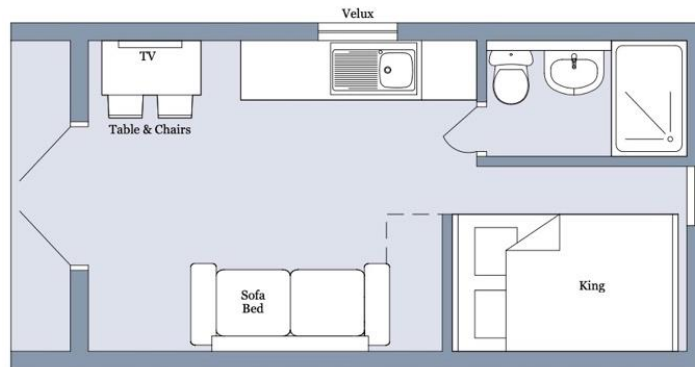 Velux
TV
Table & Chairs
Sofa
Bed
King